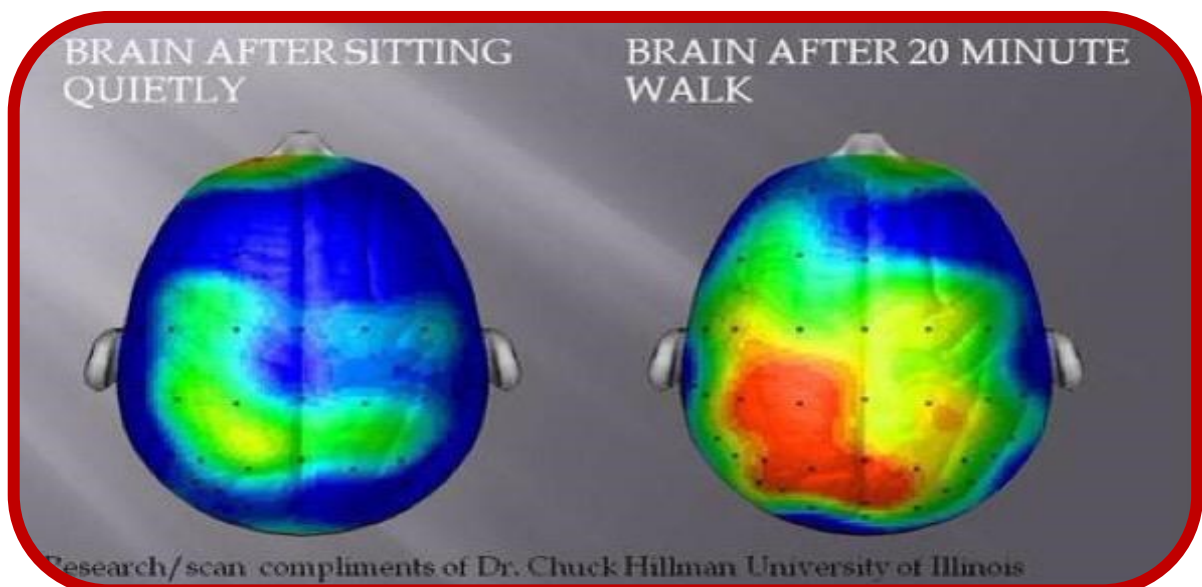 BRAIN AFTER SITTING
QUIETLY
BRAIN AFTER 20 MINUTE
WALK
Research/scan compliments of Dr. Chuck Hillman University of Illinois